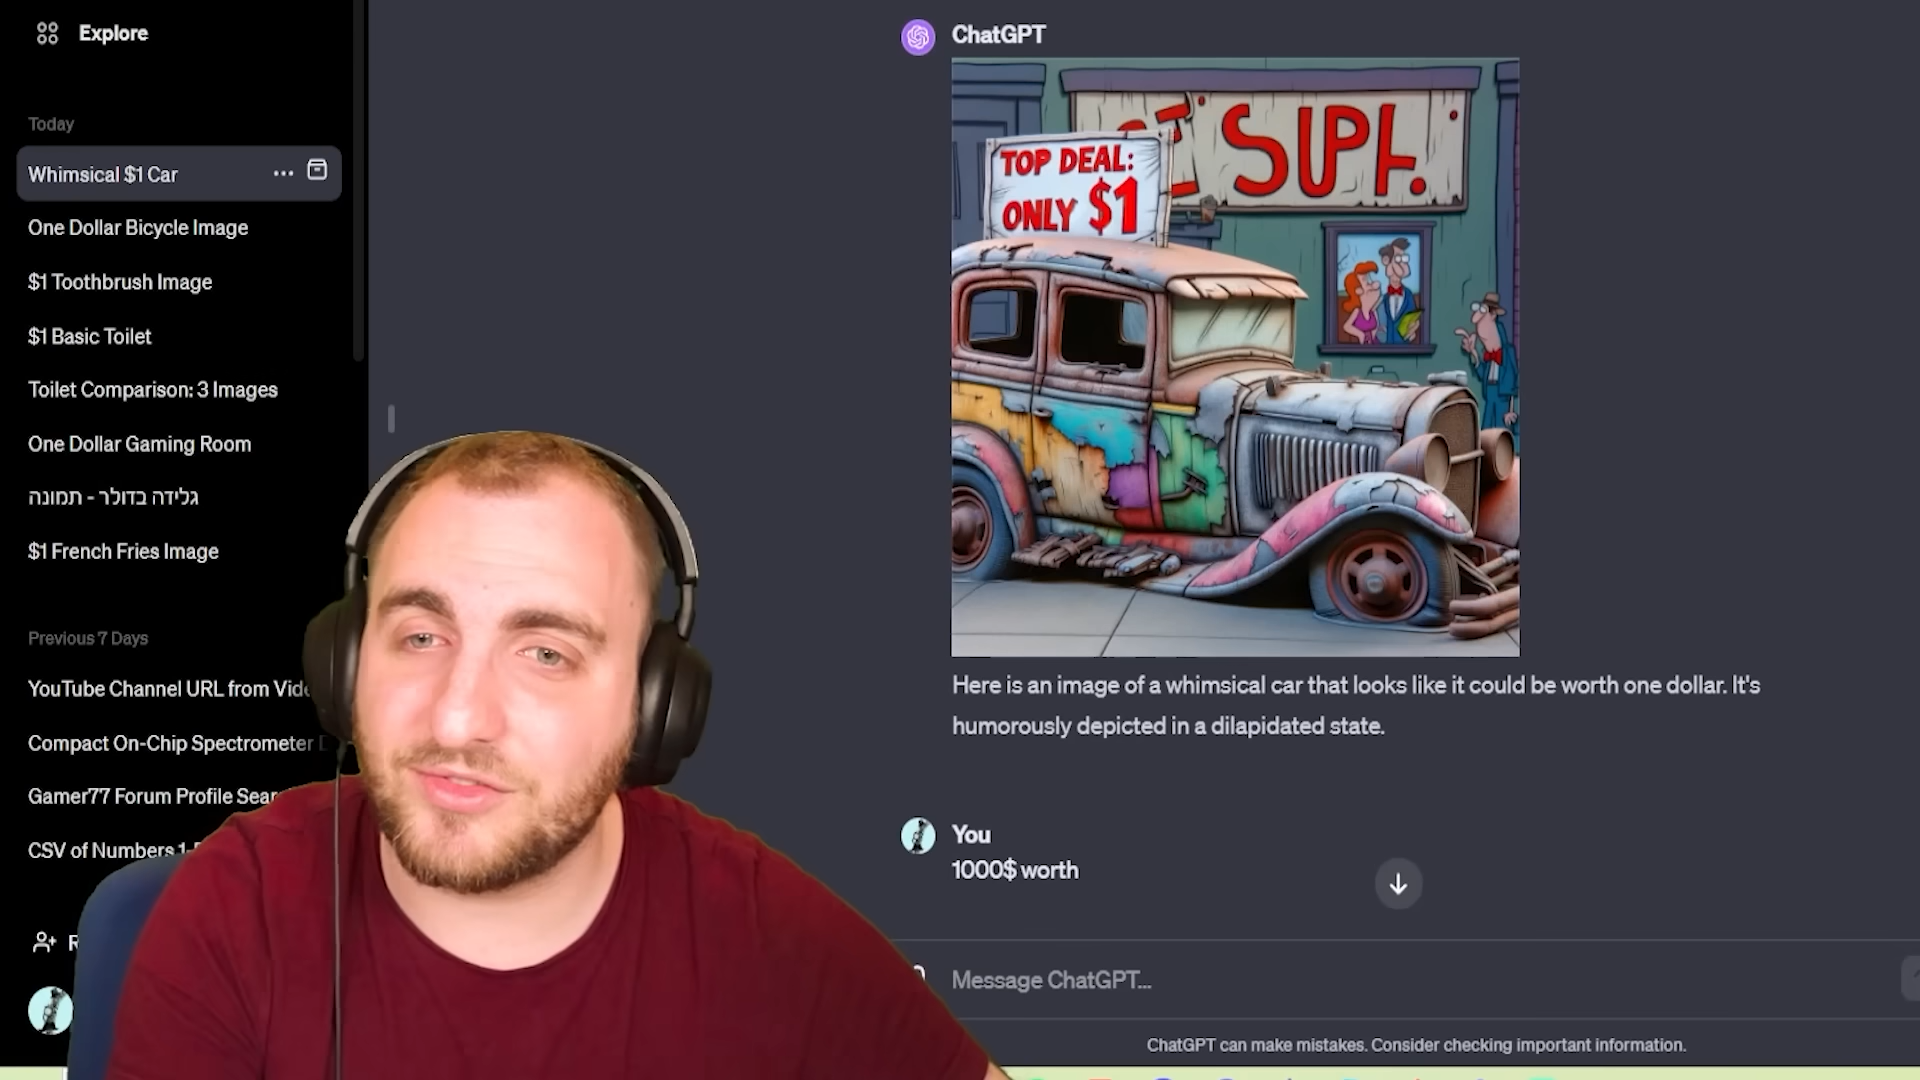 Explore
Today
Whimsical $1 Car
One Dollar Bicycle Image
$1 Toothbrush Image
$1 Basic Toilet
Toilet Comparison: 3 Images
One Dollar Gaming Room
גלידה בדולר - תמונה
$1 French Fries Image
Previous 7 Days
YouTube Channel URL from
Compact On-Chip Spectrometer
Gamer77 Forum Profile
CSV of Numbers
ChatGPT
SUPF.
TOP DEAL:
ONLY $1
Here is an image of a whimsical car that looks like it could be worth one dollar. It's
humorously depicted in a dilapidated state.
You
1000$ worth
Message ChatGPT...
ChatGPT can make mistakes. Consider checking important information.